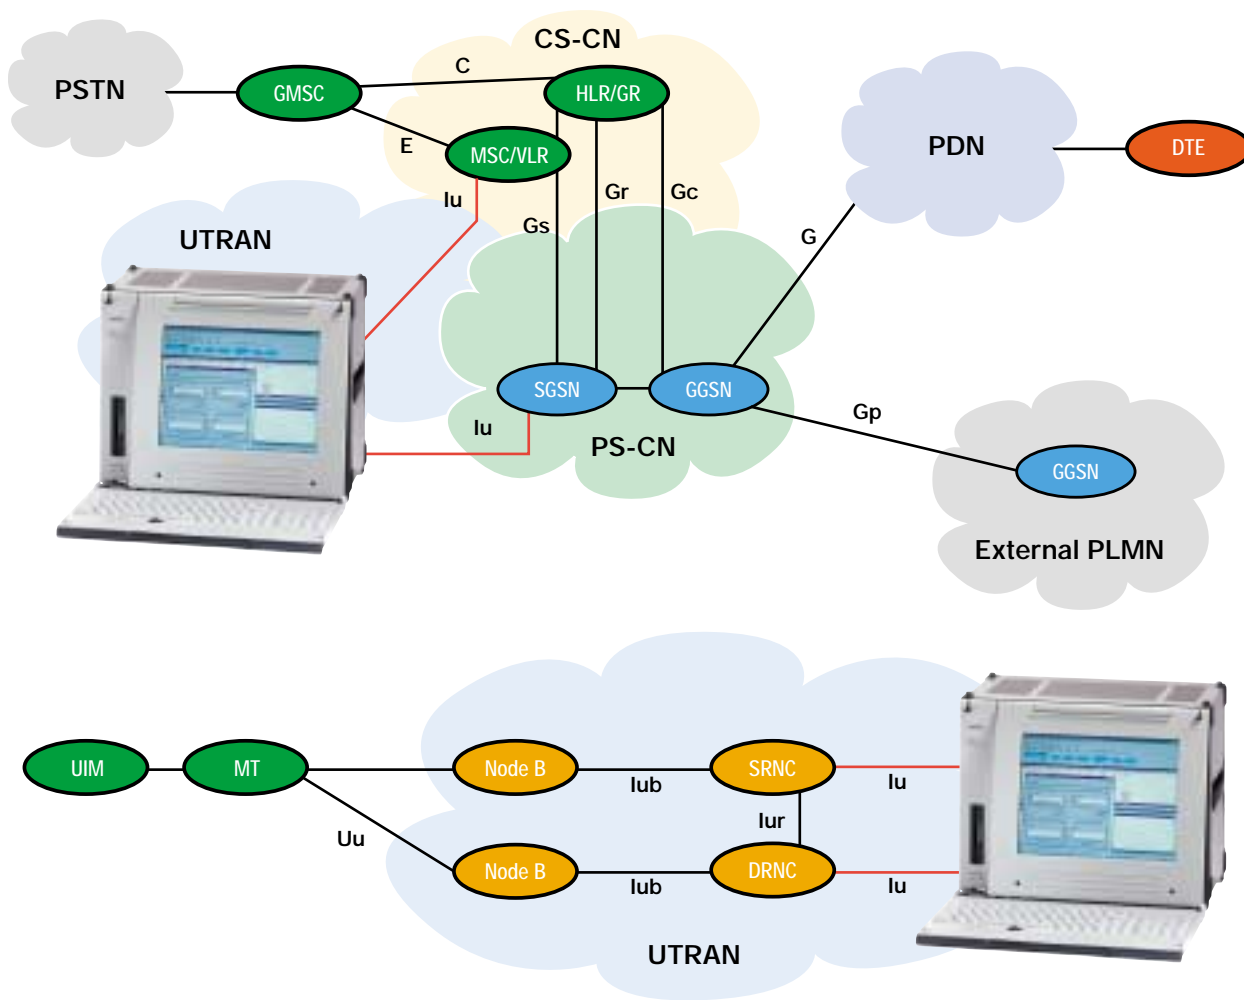 CS-CN
PSTN
GMSC
C
HLR/GR
E
MSC/VLR
PDN
DTE
Iu
Gr
Gc
Gs
G
UTRAN
SGSN
GGSN
Iu
PS-CN
Gp
GGSN
External PLMN
UIM
MT
Node B
Iub
SRNC
Iu
Iur
Uu
Node B
Iub
DRNC
Iu
UTRAN